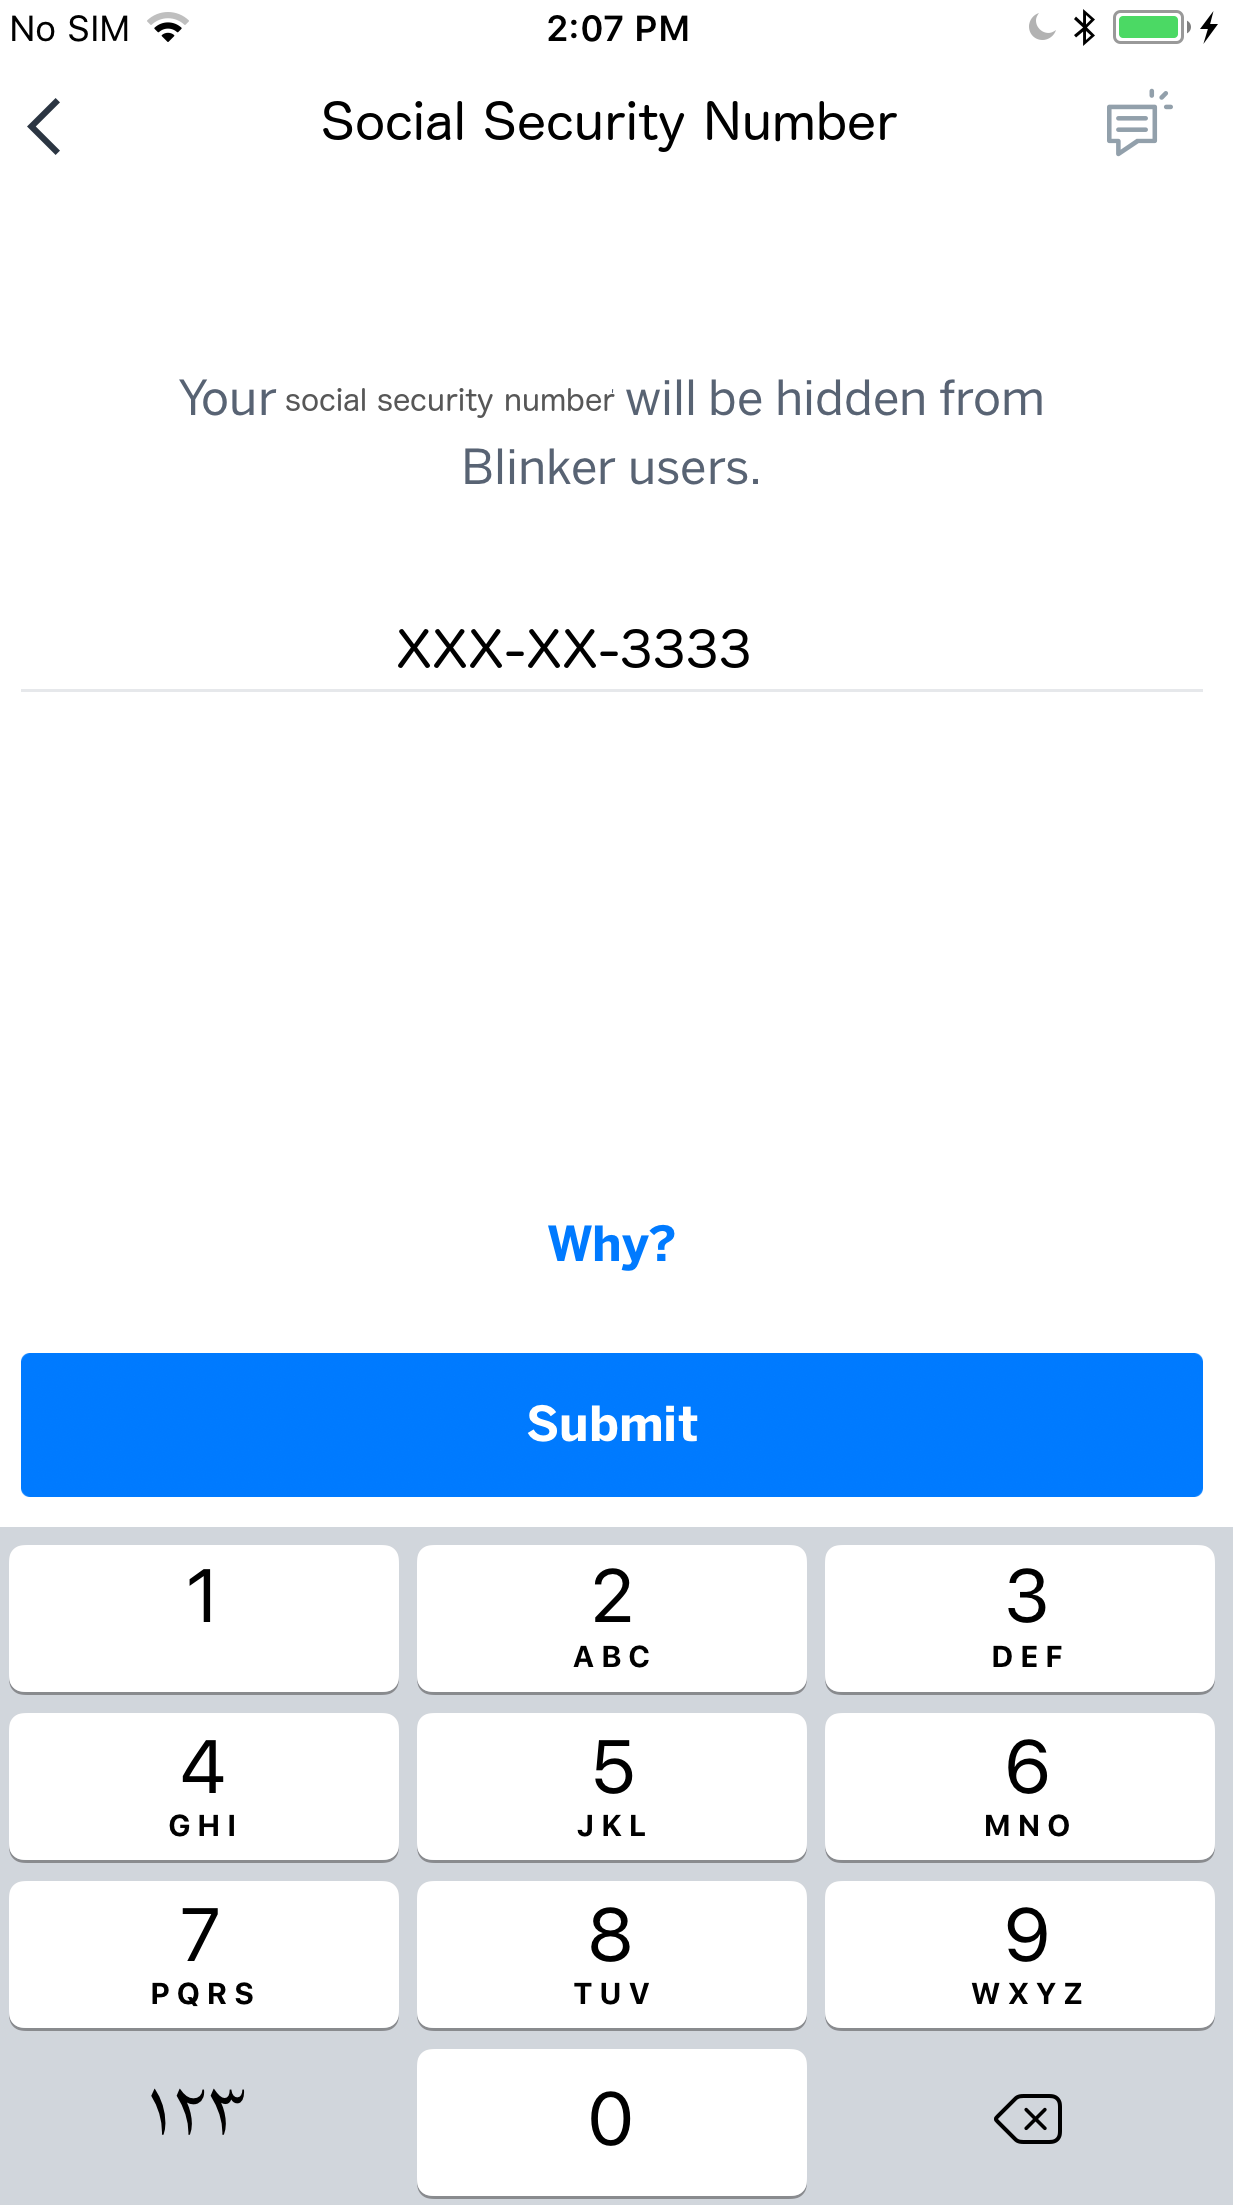 No SIM 2:07 PM
Social Security Number
Your social security number will be hidden from
Blinker users.
XXX-XX-3333
Why?
Submit
1 2 3
ABC DEF
4 5 6
GHI JKL MNO
7 8 9
PQRS TUV WXYZ
١٢٣ 0